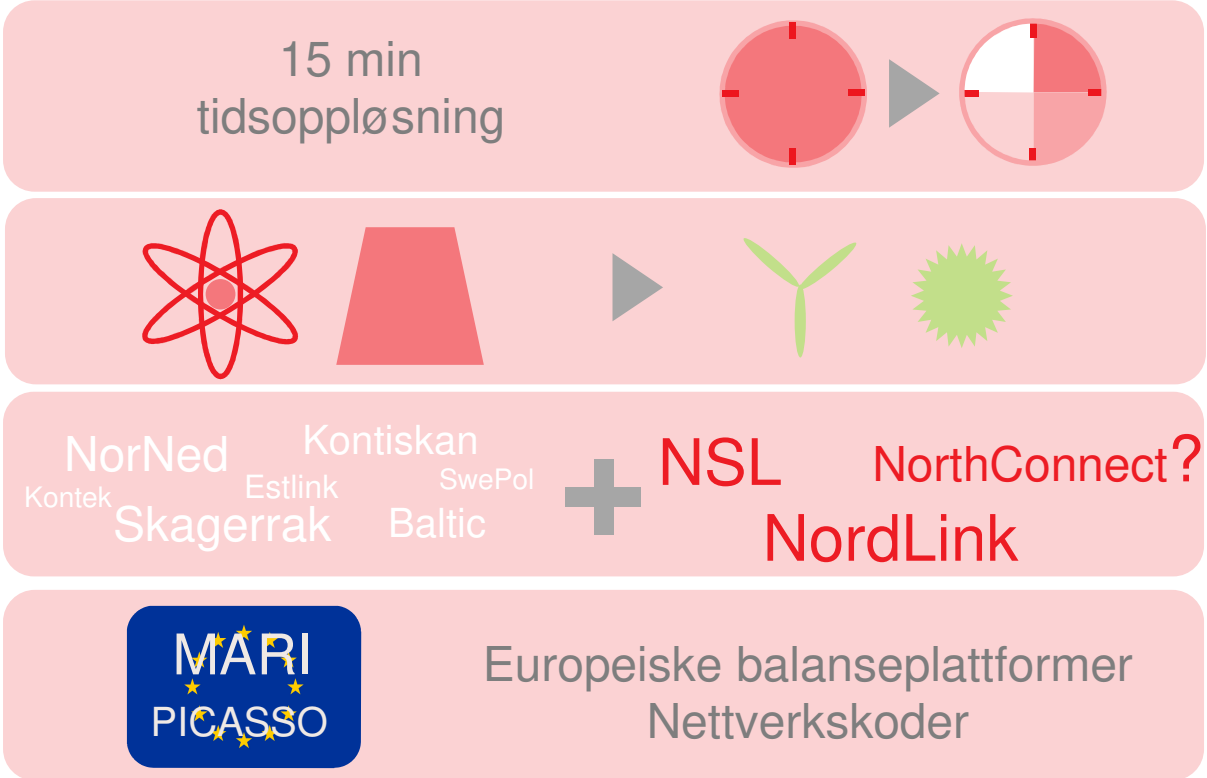 15 min
tidsoppløsning
NorNed
Kontiskan
Kontek
Estlink
SwePol
Skagerrak
Baltic
NSL
NorthConnect?
NordLink
MARI
PICASSO
Europeiske balanseplattformer
Nettverkskoder